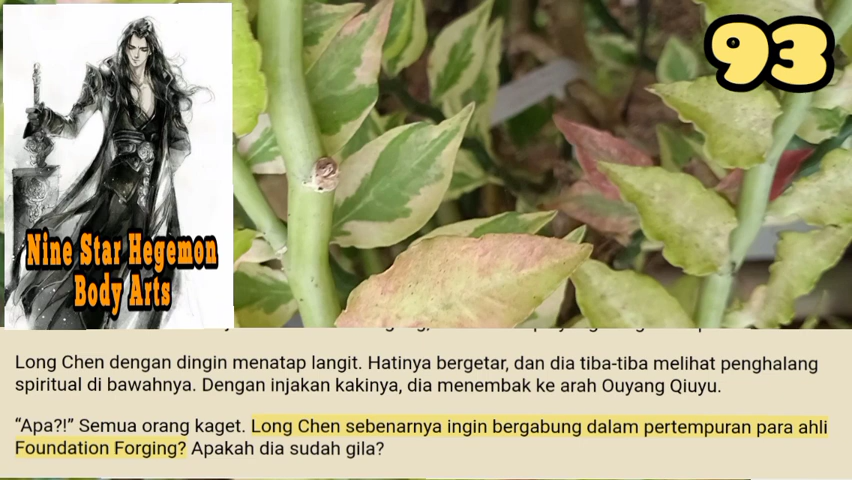 93
Nine Star Hegemon
Body Arts
Long Chen dengan dingin menatap langit. Hatinya bergetar, dan dia tiba-tiba melihat penghalang
spiritual di bawahnya. Dengan injakan kakinya, dia menembak ke arah Ouyang Qiuyu.
“Apa?!” Semua orang kaget. Long Chen sebenarnya ingin bergabung dalam pertempuran para ahli
Foundation Forging? Apakah dia sudah gila?